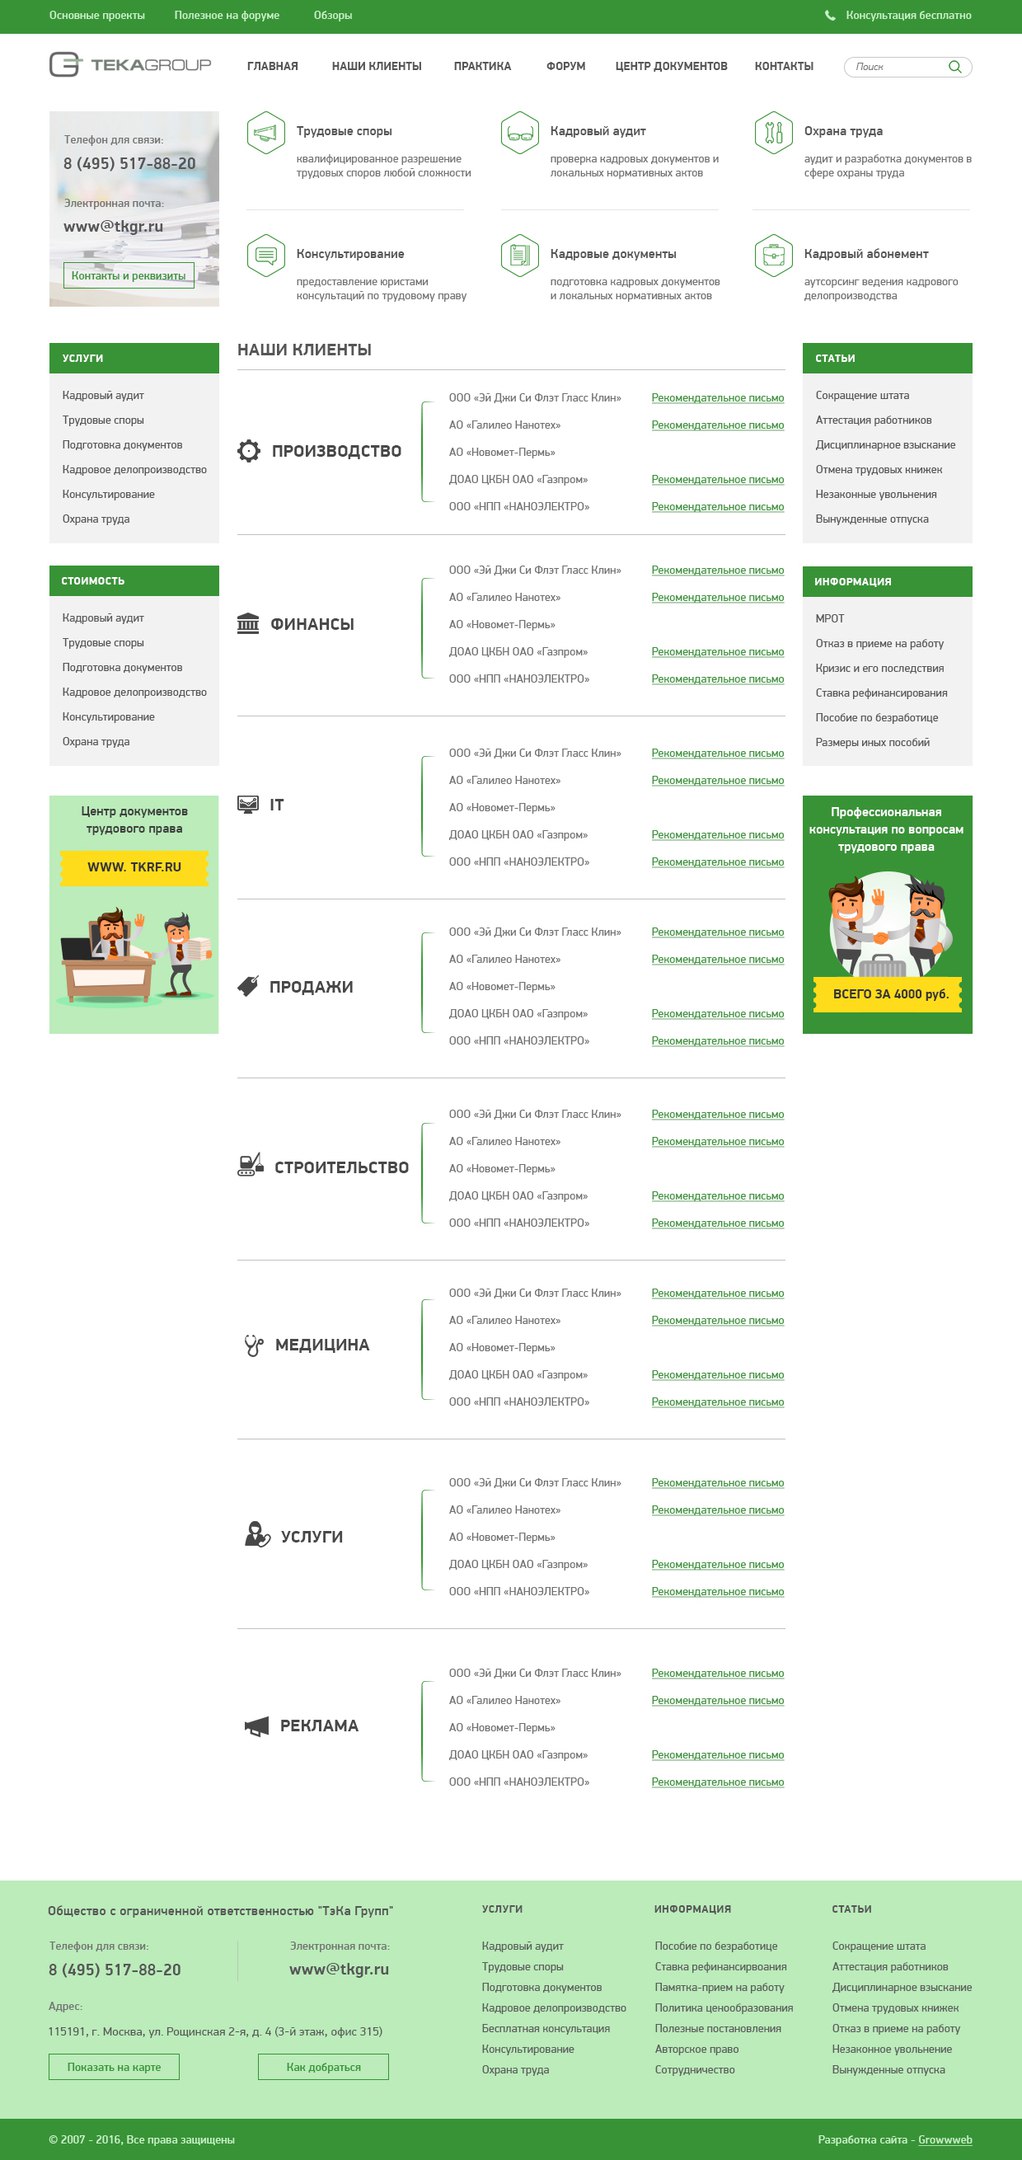 Основные проекты Полезное на форуме Обзоры Консультация бесплатно
TEKAGROUP ГЛАВНАЯ НАШИ КЛИЕНТЫ ПРАКТИКА ФОРУМ ЦЕНТР ДОКУМЕНТОВ КОНТАКТЫ Поиск
Телефон для связи:
8 (495) 517-88-20
Электронная почта:
www@tkgr.ru
Контакты и реквизиты
Трудовые споры
квалифицированное разрешение
трудовых споров любой сложности
Кадровый аудит
проверка кадровых документов и
локальных нормативных актов
Охрана труда
аудит и разработка документов в
сфере охраны труда
Консультирование
предоставление юристами
консультаций по трудовому праву
Кадровые документы
подготовка кадровых документов
и локальных нормативных актов
Кадровый абонемент
аутсорсинг ведения кадрового
делопроизводства
УСЛУГИ
Кадровый аудит
Трудовые споры
Подготовка документов
Кадровое делопроизводство
Консультирование
Охрана труда
СТОИМОСТЬ
Кадровый аудит
Трудовые споры
Подготовка документов
Кадровое делопроизводство
Консультирование
Охрана труда
Центр документов
трудового права
WWW. TKRF.RU
НАШИ КЛИЕНТЫ
ПРОИЗВОДСТВО
ООО «Эй Джи Си Флэт Гласс Клин» Рекомендательное письмо
АО «Галилео Нанотех» Рекомендательное письмо
АО «Новомет-Пермь»
ДОАО ЦКБН ОАО «Газпром» Рекомендательное письмо
ООО «НПП «НАНОЭЛЕКТРО» Рекомендательное письмо
ФИНАНСЫ
ООО «Эй Джи Си Флэт Гласс Клин» Рекомендательное письмо
АО «Галилео Нанотех» Рекомендательное письмо
АО «Новомет-Пермь»
ДОАО ЦКБН ОАО «Газпром» Рекомендательное письмо
ООО «НПП «НАНОЭЛЕКТРО» Рекомендательное письмо
IT
ООО «Эй Джи Си Флэт Гласс Клин» Рекомендательное письмо
АО «Галилео Нанотех» Рекомендательное письмо
АО «Новомет-Пермь»
ДОАО ЦКБН ОАО «Газпром» Рекомендательное письмо
ООО «НПП «НАНОЭЛЕКТРО» Рекомендательное письмо
ПРОДАЖИ
ООО «Эй Джи Си Флэт Гласс Клин» Рекомендательное письмо
АО «Галилео Нанотех» Рекомендательное письмо
АО «Новомет-Пермь»
ДОАО ЦКБН ОАО «Газпром» Рекомендательное письмо
ООО «НПП «НАНОЭЛЕКТРО» Рекомендательное письмо
СТРОИТЕЛЬСТВО
ООО «Эй Джи Си Флэт Гласс Клин» Рекомендательное письмо
АО «Галилео Нанотех» Рекомендательное письмо
АО «Новомет-Пермь»
ДОАО ЦКБН ОАО «Газпром» Рекомендательное письмо
ООО «НПП «НАНОЭЛЕКТРО» Рекомендательное письмо
МЕДИЦИНА
ООО «Эй Джи Си Флэт Гласс Клин» Рекомендательное письмо
АО «Галилео Нанотех» Рекомендательное письмо
АО «Новомет-Пермь»
ДОАО ЦКБН ОАО «Газпром» Рекомендательное письмо
ООО «НПП «НАНОЭЛЕКТРО» Рекомендательное письмо
УСЛУГИ
ООО «Эй Джи Си Флэт Гласс Клин» Рекомендательное письмо
АО «Галилео Нанотех» Рекомендательное письмо
АО «Новомет-Пермь»
ДОАО ЦКБН ОАО «Газпром» Рекомендательное письмо
ООО «НПП «НАНОЭЛЕКТРО» Рекомендательное письмо
РЕКЛАМА
ООО «Эй Джи Си Флэт Гласс Клин» Рекомендательное письмо
АО «Галилео Нанотех» Рекомендательное письмо
АО «Новомет-Пермь»
ДОАО ЦКБН ОАО «Газпром» Рекомендательное письмо
ООО «НПП «НАНОЭЛЕКТРО» Рекомендательное письмо
СТАТЬИ
Сокращение штата
Аттестация работников
Дисциплинарное взыскание
Отмена трудовых книжек
Незаконные увольнения
Вынужденные отпуска
ИНФОРМАЦИЯ
МРОТ
Отказ в приеме на работу
Кризис и его последствия
Ставка рефинансирования
Пособие по безработице
Размеры иных пособий
Профессиональная
консультация по вопросам
трудового права
ВСЕГО ЗА 4000 руб.
Общество с ограниченной ответственностью "ТэКа Групп"
Телефон для связи:
8 (495) 517-88-20
Электронная почта:
www@tkgr.ru
Адрес:
115191, г. Москва, ул. Рощинская 2-я, д. 4 (3-й этаж, офис 315)
Показать на карте Как добраться
УСЛУГИ
Кадровый аудит
Трудовые споры
Подготовка документов
Кадровое делопроизводство
Бесплатная консультация
Консультирование
Охрана труда
ИНФОРМАЦИЯ
Пособие по безработице
Ставка рефинансирвоания
Памятка-прием на работу
Политика ценообразования
Полезные постановления
Авторское право
Сотрудничество
СТАТЬИ
Сокращение штата
Аттестация работников
Дисциплинарное взыскание
Отмена трудовых книжек
Отказ в приеме на работу
Незаконное увольнение
Вынужденные отпуска
© 2007 - 2016, Все права защищены Разработка сайта - Growwweb